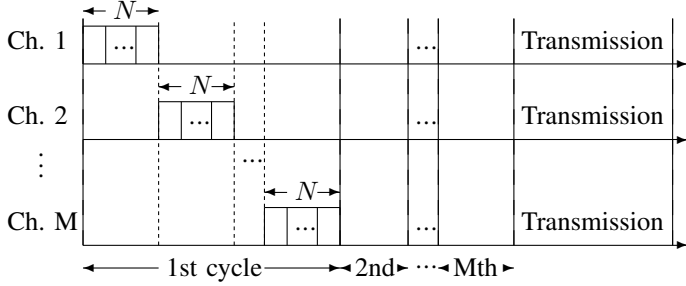 N
Ch. 1 ... ... Transmission
N
Ch. 2 ... ... Transmission
⋮ ...
N
Ch. M ... ... Transmission
1st cycle 2nd ... Mth